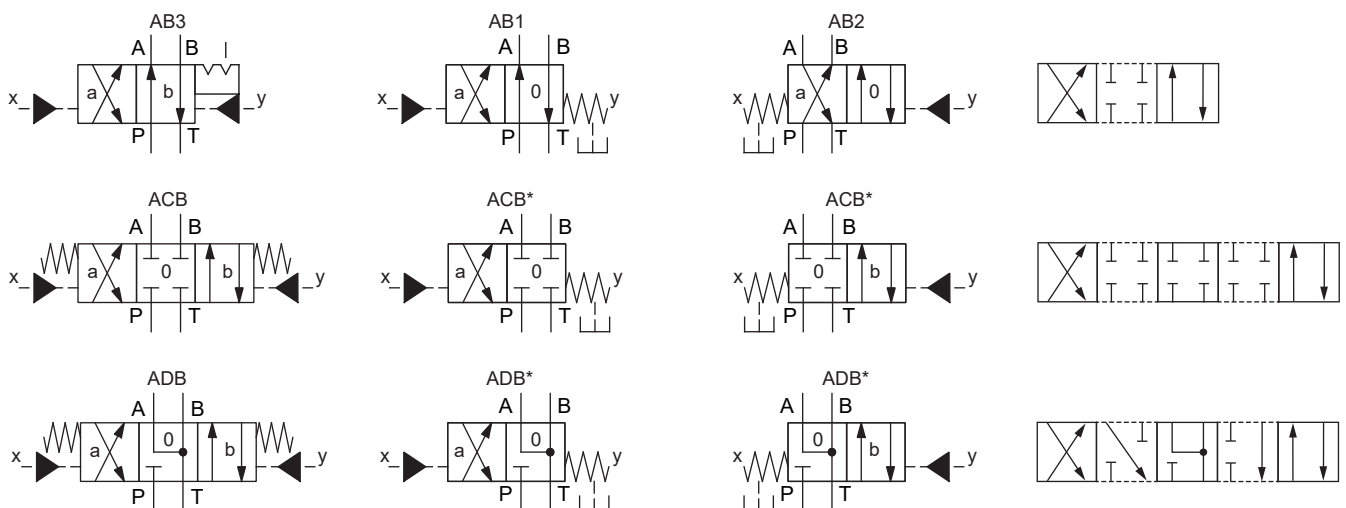 AB3 AB1 AB2
A B A B A B
x a b y x a 0 y x a 0 y
P T P T P T
ACB ACB* ACB*
A B A B A B
x a 0 b y x a 0 y x 0 b y
P T P T P T
ADB ADB* ADB*
A B A B A B
x a 0 b y x a 0 y x 0 b y
P T P T P T